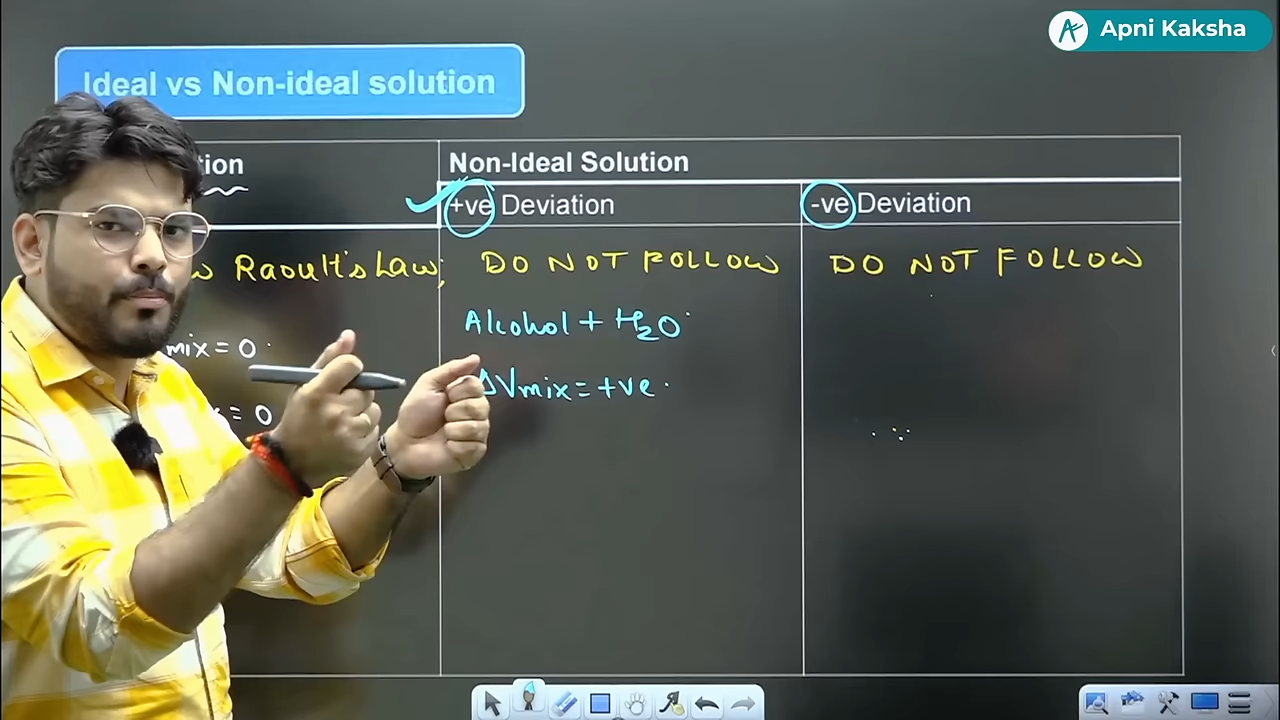 Apni Kaksha
Ideal vs Non-ideal solution
Non-Ideal Solution
+ve Deviation
-ve Deviation
Raoult's Law;
DO NOT FOLLOW
DO NOT FOLLOW
Alcohol + H2O
mix = 0
ΔVmix = +ve
= 0